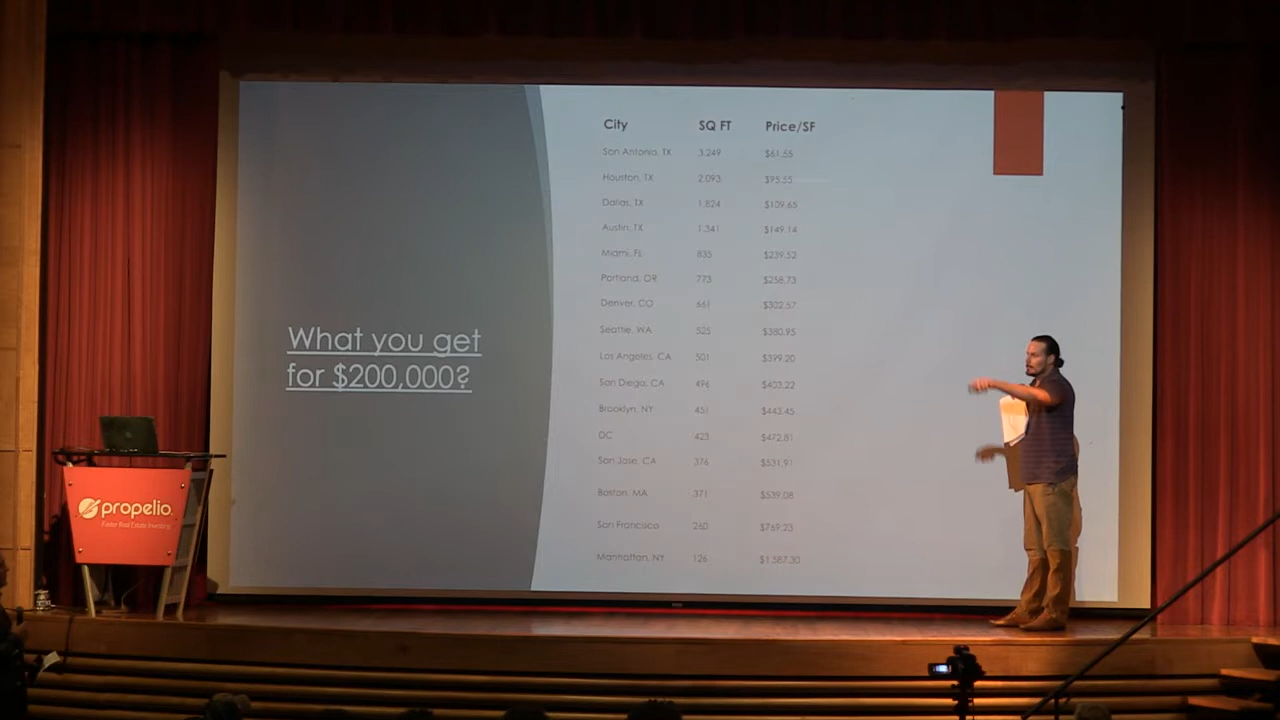 What you get
for $200,000?
City SQ FT Price/SF
San Antonio, TX 3,249 $61.55
Houston, TX 2,093 $95.55
Dallas, TX 1,824 $109.65
Austin, TX 1,341 $149.14
Miami, FL 835 $239.52
Portland, OR 773 $258.73
Denver, CO 661 $302.57
Seattle, WA 525 $380.95
Los Angeles, CA 501 $399.20
San Diego, CA 496 $403.22
Brooklyn, NY 451 $443.45
DC 423 $472.81
San Jose, CA 376 $531.91
Boston, MA 371 $539.08
San Francisco 260 $769.23
Manhattan, NY 126 $1,587.30
propelio.
Faster Real Estate Investing